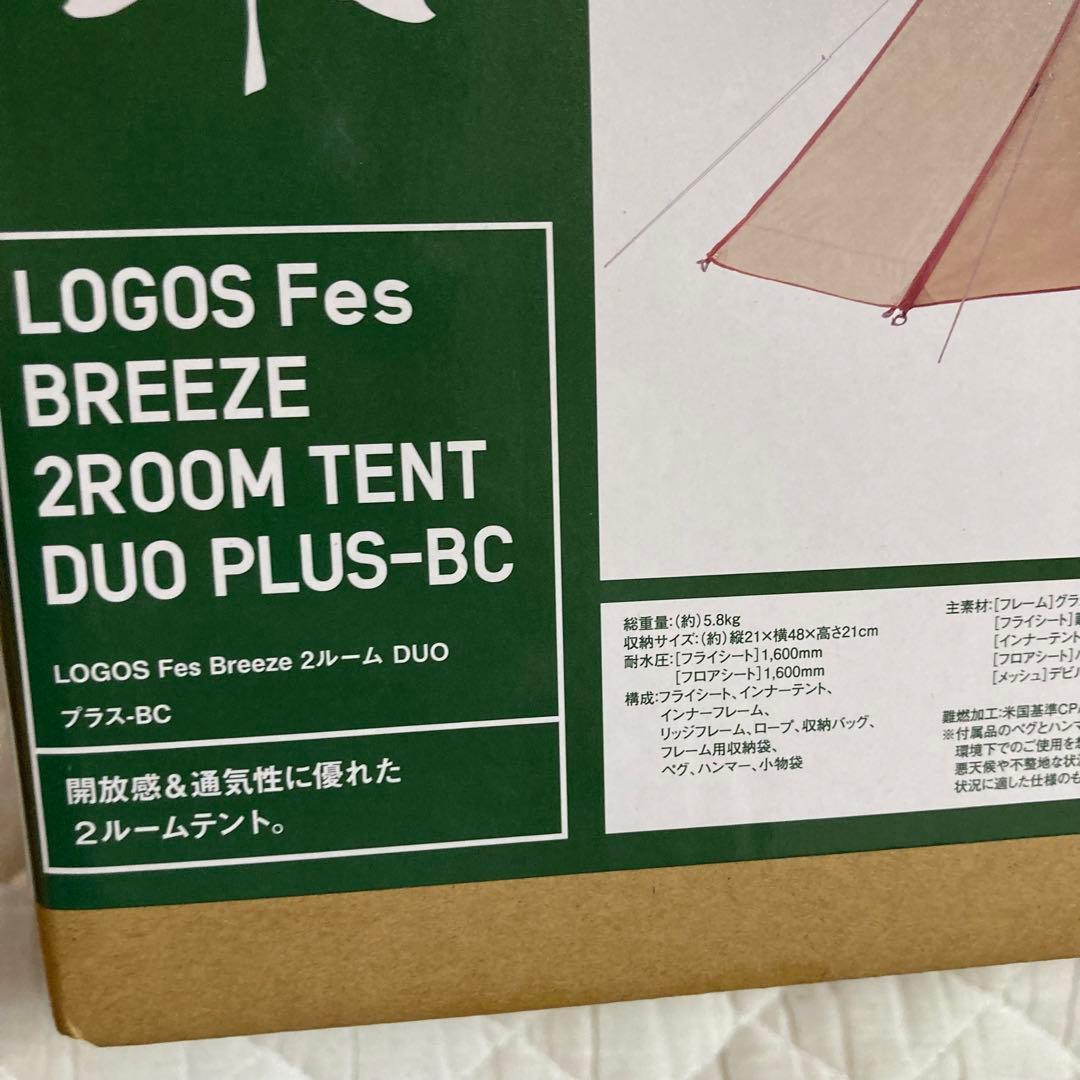 LOGOS Fes
BREEZE
2ROOM TENT
DUO PLUS-BC
LOGOS Fes Breeze 2ルーム DUO
プラス-BC
開放感&通気性に優れた
2ルームテント。
総重量:(約)5.8kg
収納サイズ:(約)縦21×横48×高さ21cm
耐水圧:[フライシート]1,600mm
[フロアシート]1,600mm
構成:フライシート、インナーテント、
インナーフレーム、
リッジフレーム、ロープ、収納バッグ、
フレーム用収納袋、
ペグ、ハンマー、小物袋
主素材:[フレーム]グラ
[フライシート]
[インナーテント
[フロアシート]
[メッシュ]デビ
難燃加工:米国基準CPA
※付属品のペグとハンマ
環境下でのご使用を
悪天候や不整地な状
状況に適した仕様のも